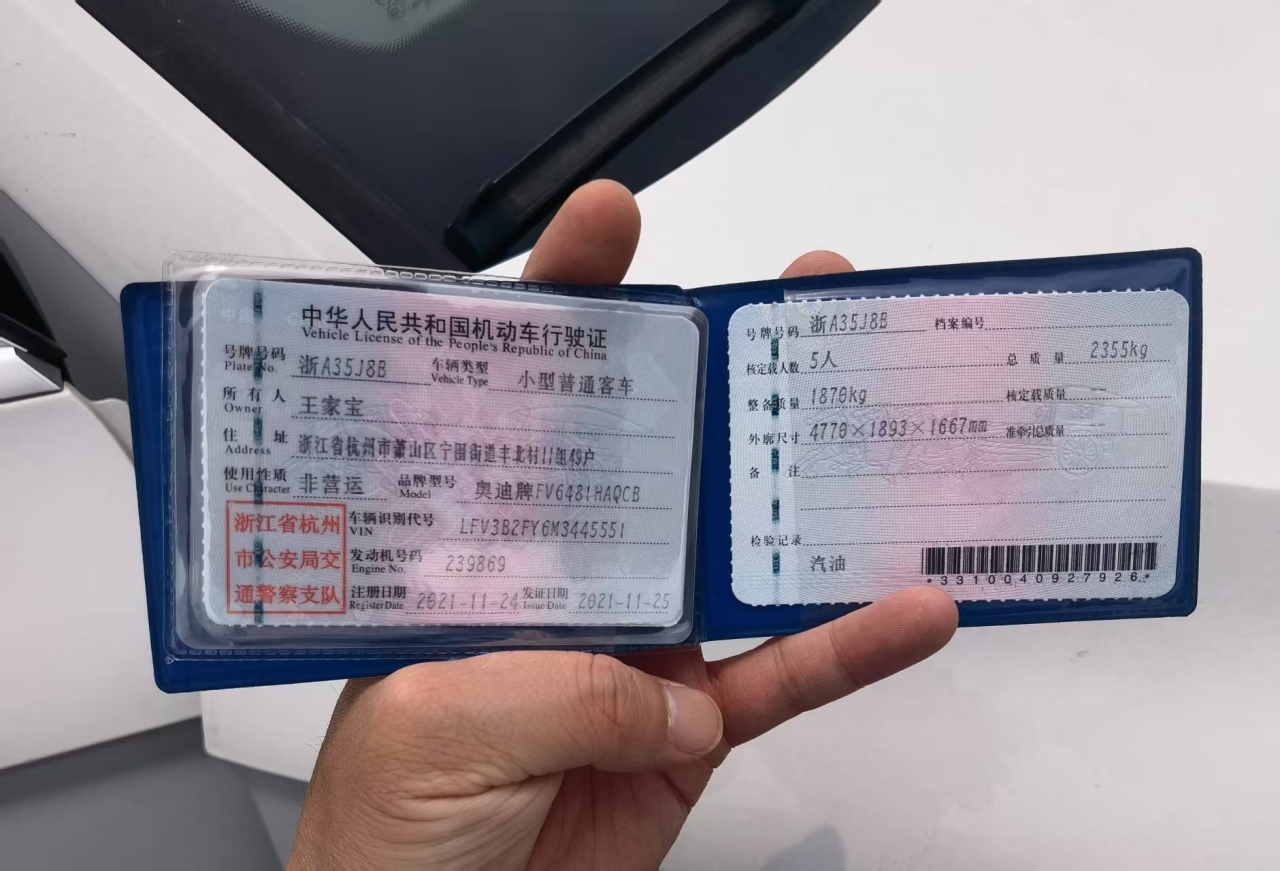 中华人民共和国机动车行驶证
Vehicle License of the People's Republic of China
号牌号码 浙A35J8B 车辆类型 小型普通客车
Plate No. Vehicle Type
所有人 王家宝
Owner
住址 浙江省杭州市萧山区宁围街道丰北村11组49户
Address
使用性质 非营运 品牌型号 奥迪牌FV6481HAQCB
Use Character Model
浙江省杭州
市公安局交
通警察支队
车辆识别代号 LFV3B2FY6M3445551
VIN
发动机号码 239869
Engine No.
注册日期 2021-11-24 发证日期 2021-11-25
Register Date Issue Date
号牌号码 浙A35J8B 档案编号
核定载人数 5人 总质量 2355kg
整备质量 1870kg 核定载质量 --
外廓尺寸 4770×1893×1667mm 准牵引总质量 --
备注
检验记录
汽油
*3310040927926*